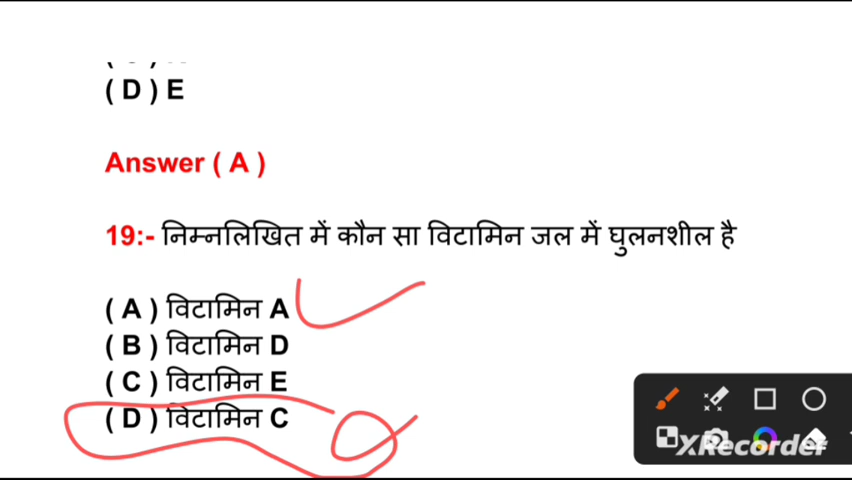 ( D ) E
Answer ( A )
19:- निम्नलिखित में कौन सा विटामिन जल में घुलनशील है
( A ) विटामिन A
( B ) विटामिन D
( C ) विटामिन E
( D ) विटामिन C
XRecorder